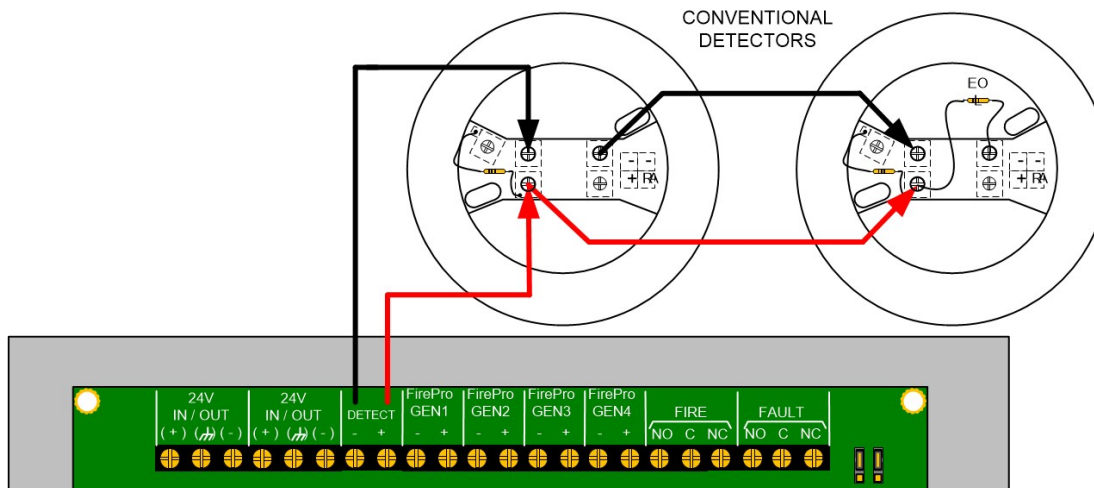 CONVENTIONAL
DETECTORS
EO
L
- -
+ RA
- -
+ RA
24V
IN / OUT
(+) ( ) (-)
24V
IN / OUT
(+) ( ) (-)
DETECT
- +
FirePro
GEN1
- +
FirePro
GEN2
- +
FirePro
GEN3
- +
FirePro
GEN4
- +
FIRE
NO C NC
FAULT
NO C NC